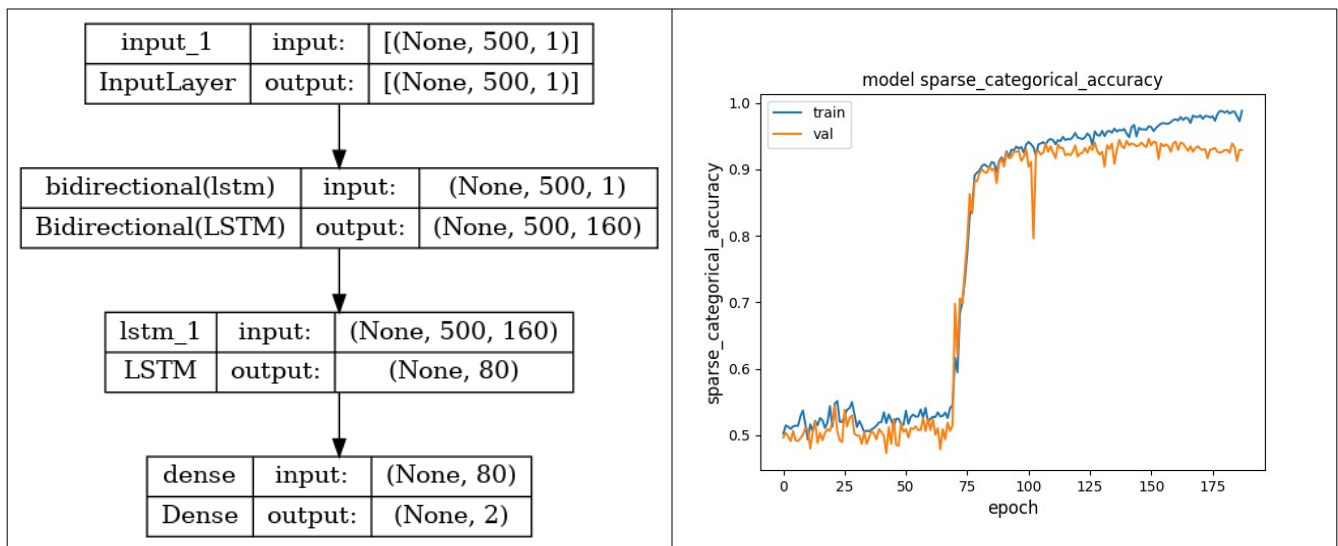 input_1 input: [(None, 500, 1)]
InputLayer output: [(None, 500, 1)]
bidirectional(lstm) input: (None, 500, 1)
Bidirectional(LSTM) output: (None, 500, 160)
lstm_1 input: (None, 500, 160)
LSTM output: (None, 80)
dense input: (None, 80)
Dense output: (None, 2)
model sparse_categorical_accuracy
train
val
sparse_categorical_accuracy
1.0
0.9
0.8
0.7
0.6
0.5
0 25 50 75 100 125 150 175
epoch